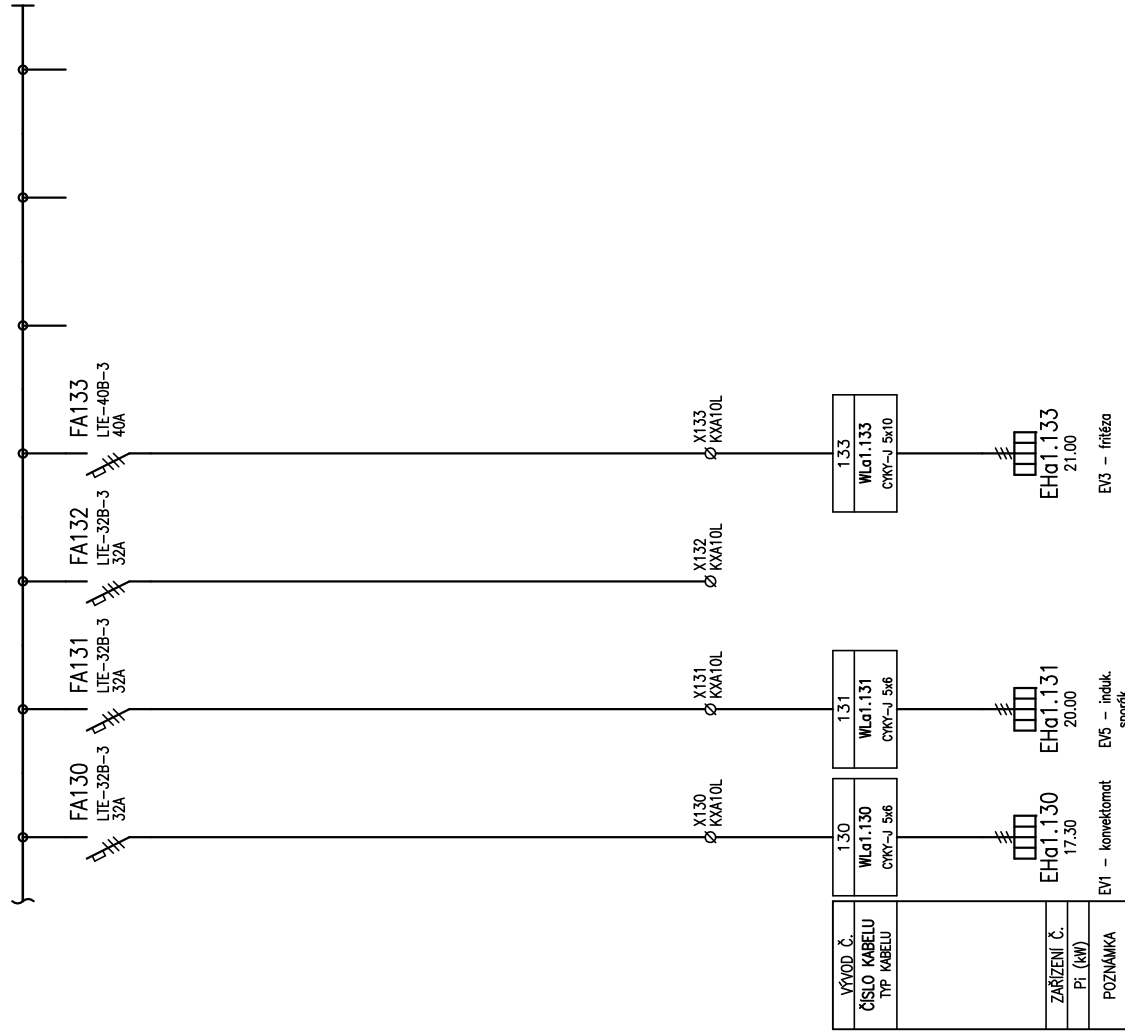 FA130
LTE-32B-3
32A
FA131
LTE-32B-3
32A
FA132
LTE-32B-3
32A
FA133
LTE-40B-3
40A
X130
KXA10L
X131
KXA10L
X132
KXA10L
X133
KXA10L
VÝVOD Č.
ČÍSLO KABELU
TYP KABELU
130
WLa1.130
CYKY-J 5x6
131
WLa1.131
CYKY-J 5x6
133
WLa1.133
CYKY-J 5x10
ZAŘÍZENÍ Č.
Pi (kW)
POZNÁMKA
EHa1.130
17.30
EV1 - konvektomat
EHa1.131
20.00
EV5 - induk.
sporák
EHa1.133
21.00
EV3 - fritéza